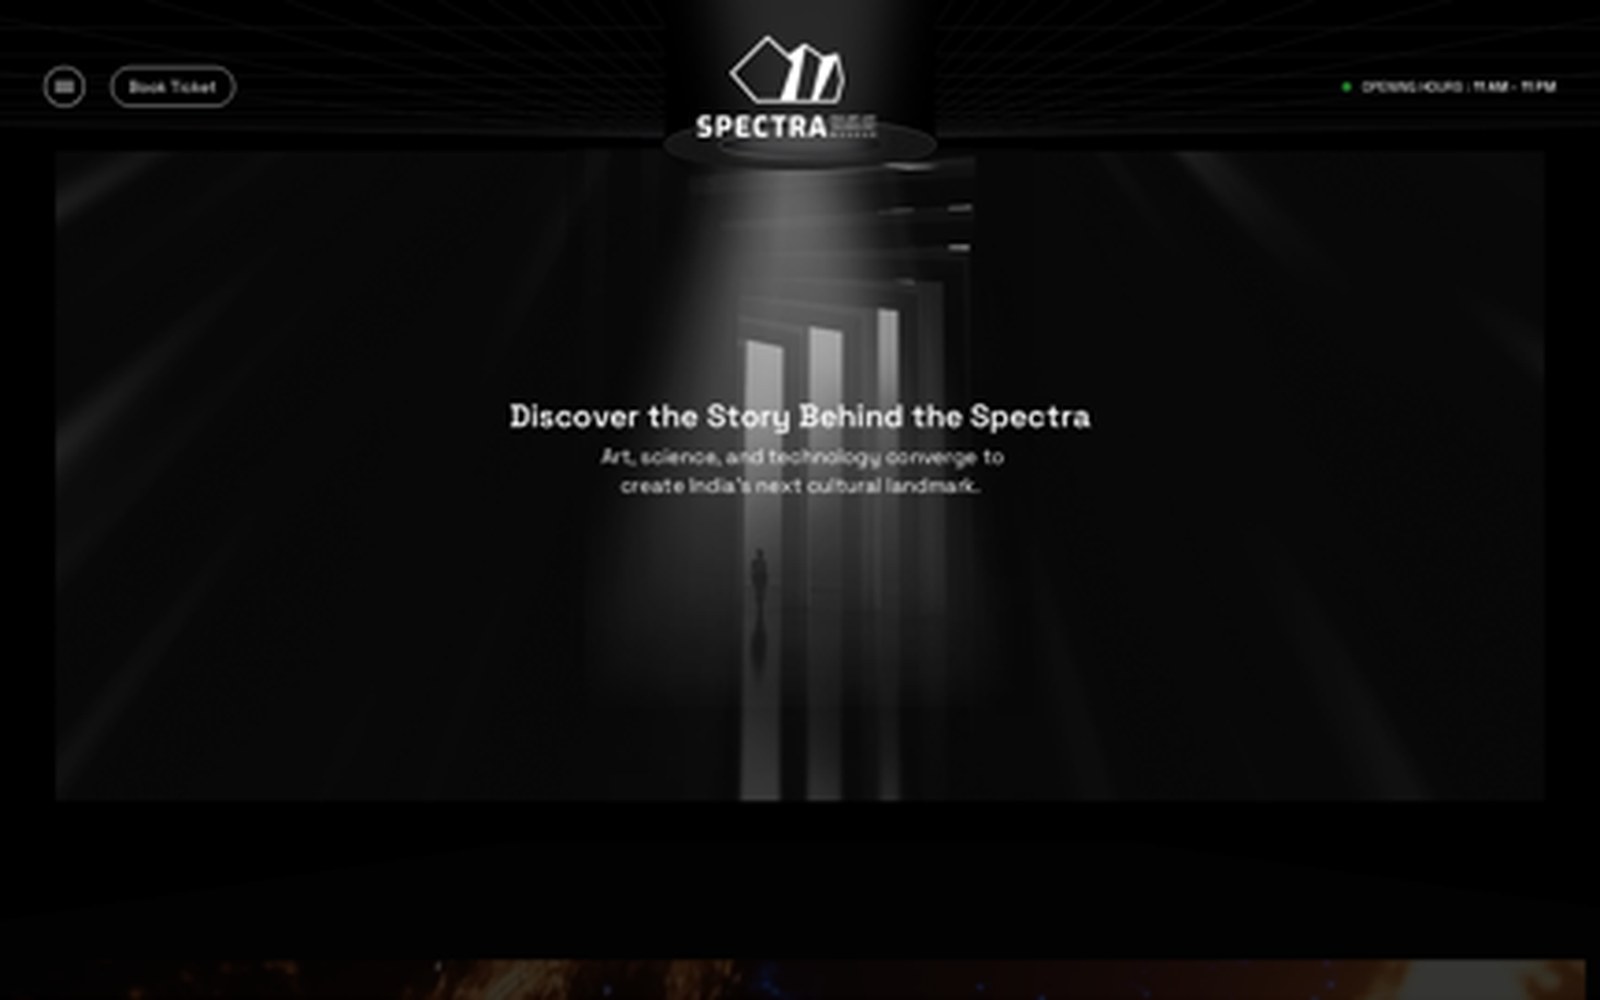 Book Ticket
SPECTRA
OPENING HOURS : 11 AM - 11 PM
Discover the Story Behind the Spectra
Art, science, and technology converge to
create India's next cultural landmark.